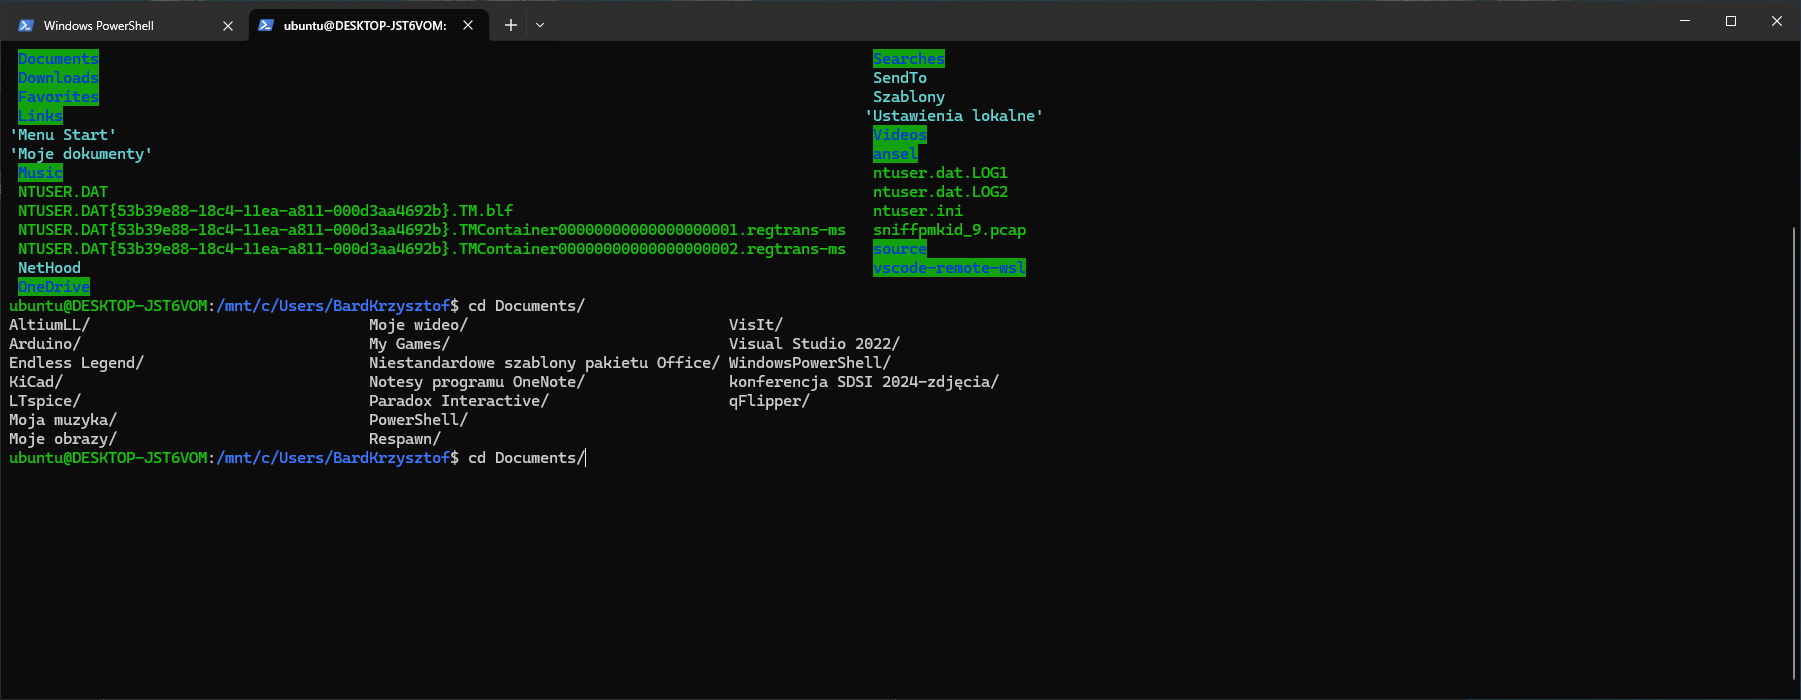 Windows PowerShell
ubuntu@DESKTOP-JST6VOM:
Documents Searches
Downloads SendTo
Favorites Szablony
Links 'Ustawienia lokalne'
'Menu Start' Videos
'Moje dokumenty' ansel
Music ntuser.dat.LOG1
NTUSER.DAT ntuser.dat.LOG2
NTUSER.DAT{53b39e88-18c4-11ea-a811-000d3aa4692b}.TM.blf ntuser.ini
NTUSER.DAT{53b39e88-18c4-11ea-a811-000d3aa4692b}.TMContainer00000000000000000001.regtrans-ms sniffpmkid_9.pcap
NTUSER.DAT{53b39e88-18c4-11ea-a811-000d3aa4692b}.TMContainer00000000000000000002.regtrans-ms source
NetHood vscode-remote-wsl
OneDrive
ubuntu@DESKTOP-JST6VOM:/mnt/c/Users/BardKrzysztof$ cd Documents/
AltiumLL/ Moje wideo/ VisIt/
Arduino/ My Games/ Visual Studio 2022/
Endless Legend/ Niestandardowe szablony pakietu Office/ WindowsPowerShell/
KiCad/ Notesy programu OneNote/ konferencja SDSI 2024-zdjęcia/
LTspice/ Paradox Interactive/ qFlipper/
Moja muzyka/ PowerShell/
Moje obrazy/ Respawn/
ubuntu@DESKTOP-JST6VOM:/mnt/c/Users/BardKrzysztof$ cd Documents/